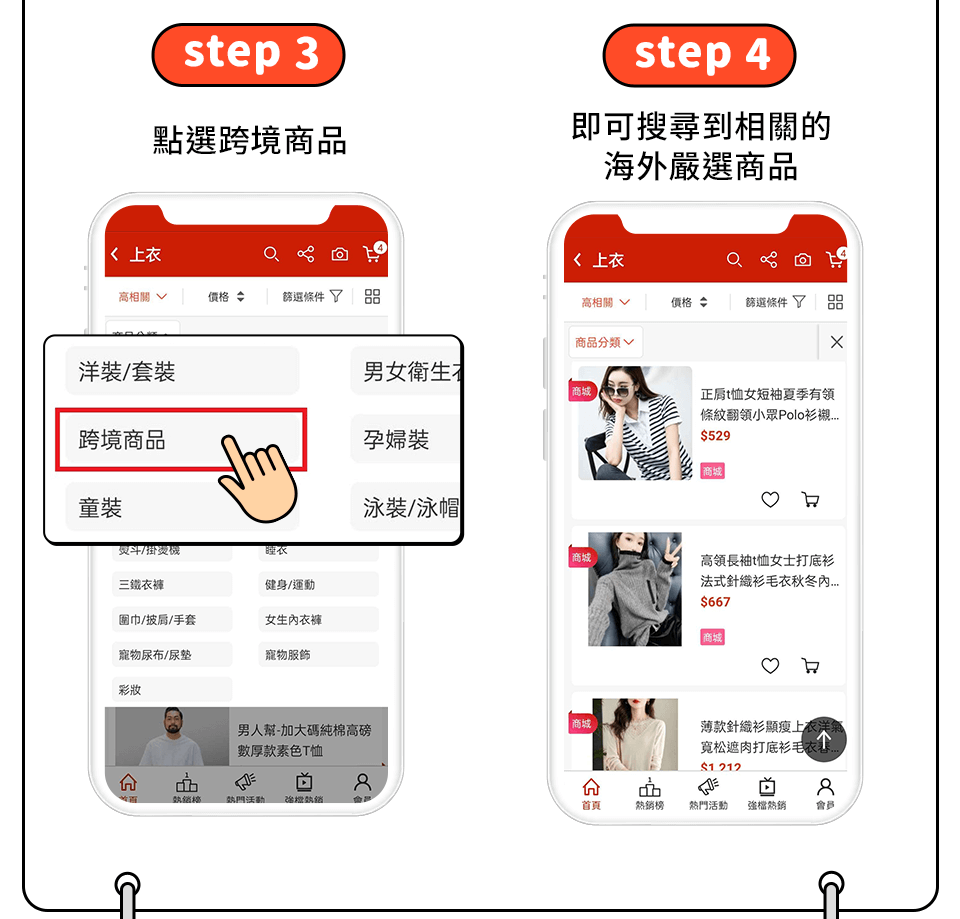 step 3
點選跨境商品
上衣
4
高相關
價格
篩選條件
洋裝/套裝
男女衛生衣
跨境商品
孕婦裝
童裝
泳裝/泳帽
熨斗/掛燙機
睡衣
三鐵衣褲
健身/運動
圍巾/披肩/手套
女生內衣褲
寵物尿布/尿墊
寵物服飾
彩妝
男人幫-加大碼純棉高磅
數厚款素色T恤
首頁
熱銷榜
熱門活動
強檔熱銷
會員
step 4
即可搜尋到相關的
海外嚴選商品
上衣
4
高相關
價格
篩選條件
商品分類
商城
正肩t恤女短袖夏季有領
條紋翻領小眾Polo衫襯...
$529
商城
商城
高領長袖t恤女士打底衫
法式針織衫毛衣秋冬內...
$667
商城
商城
薄款針織衫顯瘦上衣洋氣
寬松遮肉打底衫毛衣春...
$1,212
首頁
熱銷榜
熱門活動
強檔熱銷
會員